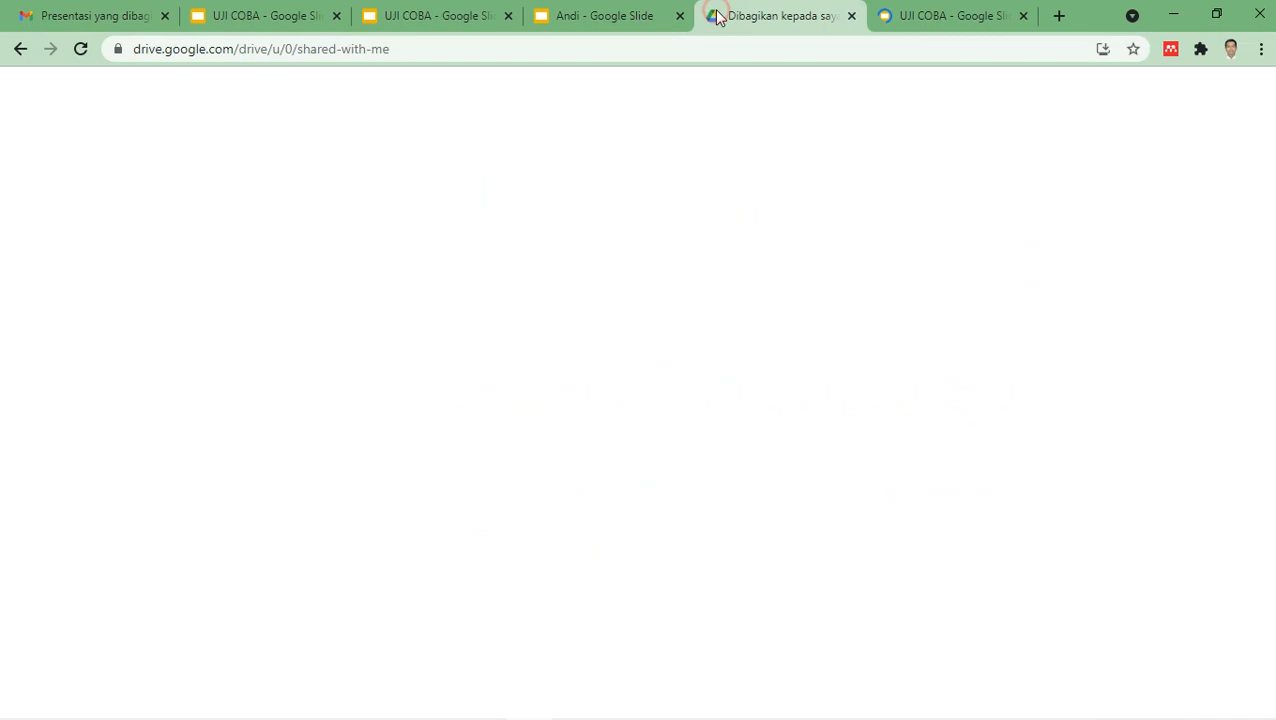 Presentasi yang dibag
UJI COBA - Google Sli
UJI COBA - Google Sli
Andi - Google Slide
Dibagikan kepada say
UJI COBA - Google Sli
drive.google.com/drive/u/0/shared-with-me